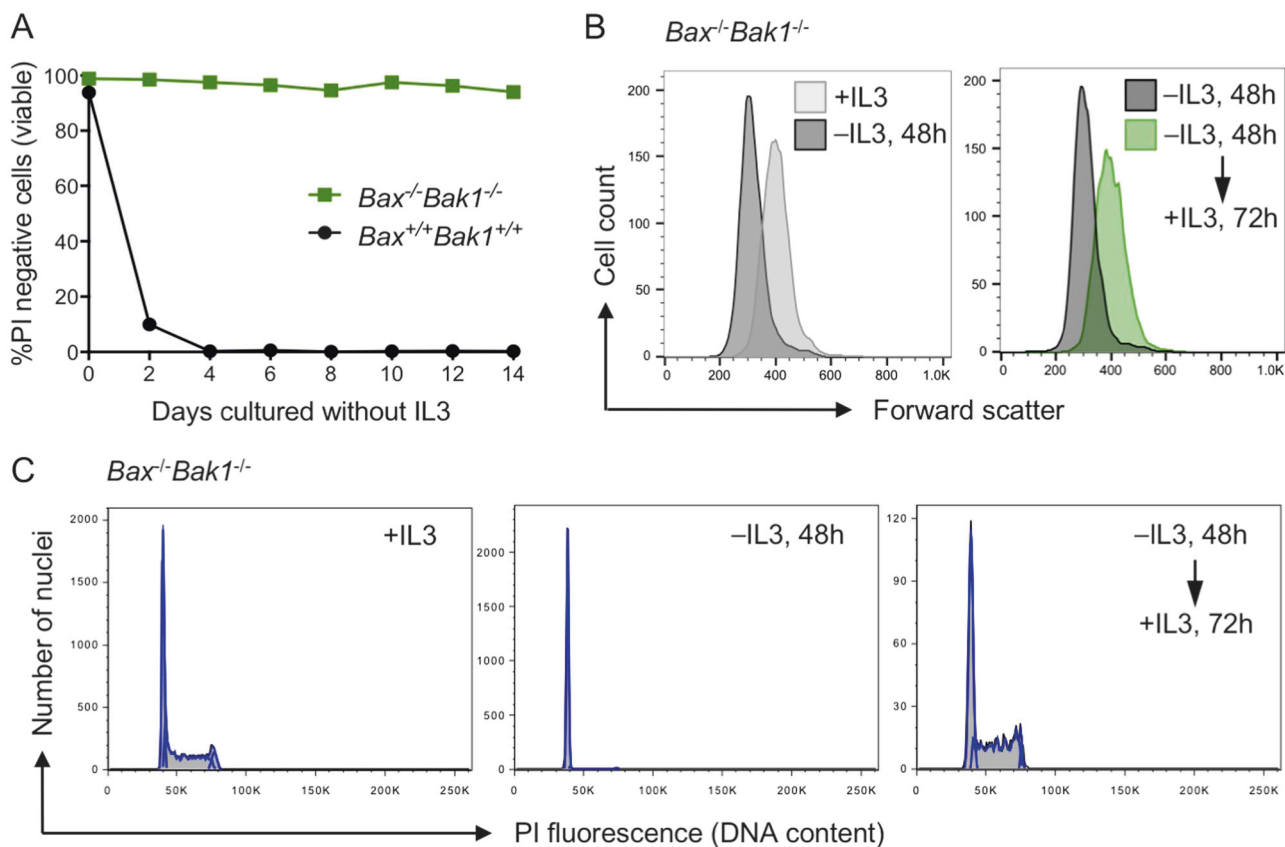 A
%PI negative cells (viable)
100
80
60
40
20
0
Bax-/-Bak1-/-
Bax+/+Bak1+/+
0 2 4 6 8 10 12 14
Days cultured without IL3
B
Bax-/-Bak1-/-
Cell count
200
150
100
50
0
+IL3
–IL3, 48h
0 200 400 600 800 1.0K
200
150
100
50
0
–IL3, 48h
–IL3, 48h
+IL3, 72h
0 200 400 600 800 1.0K
Forward scatter
C
Bax-/-Bak1-/-
Number of nuclei
2000
1500
1000
500
0
+IL3
0 50K 100K 150K 200K 250K
2000
1500
1000
500
0
–IL3, 48h
0 50K 100K 150K 200K 250K
120
90
60
30
0
–IL3, 48h
+IL3, 72h
0 50K 100K 150K 200K 250K
PI fluorescence (DNA content)